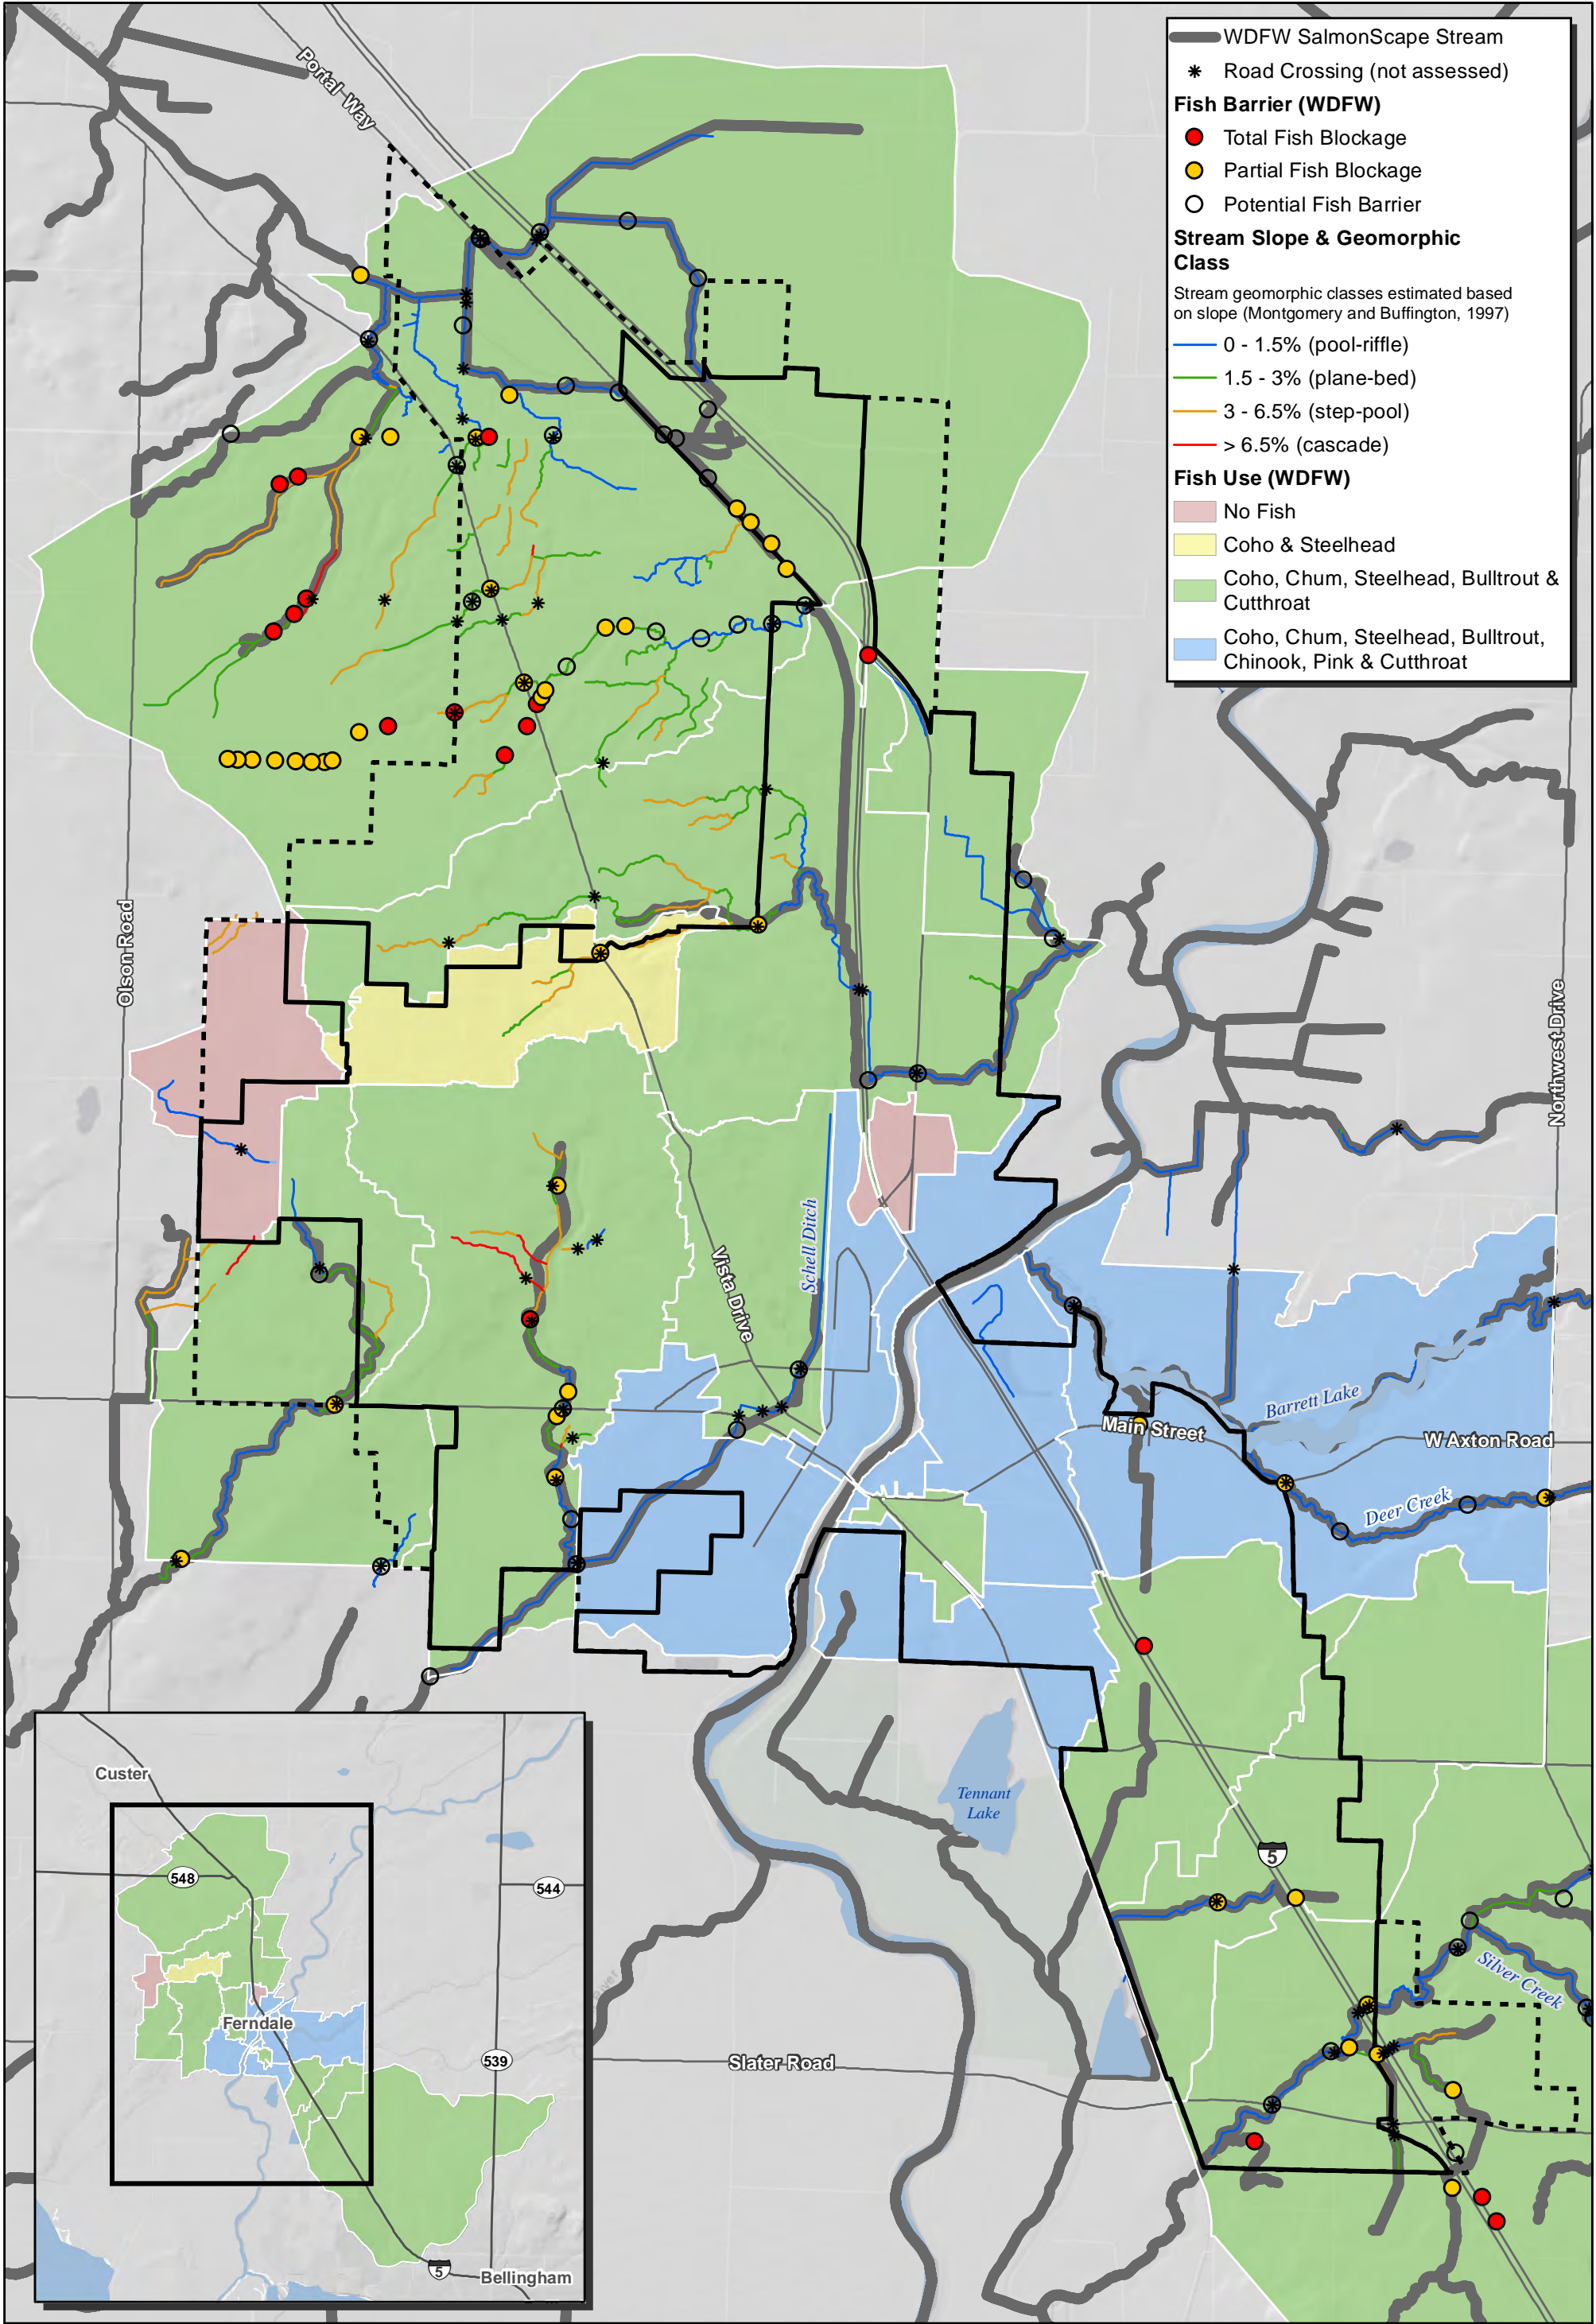 Portal Way
WDFW SalmonScape Stream
Road Crossing (not assessed)
Fish Barrier (WDFW)
Total Fish Blockage
Partial Fish Blockage
Potential Fish Barrier
Stream Slope & Geomorphic
Class
Stream geomorphic classes estimated based
on slope (Montgomery and Buffington, 1997)
0 - 1.5% (pool-riffle)
1.5 - 3% (plane-bed)
3 - 6.5% (step-pool)
> 6.5% (cascade)
Fish Use (WDFW)
No Fish
Coho & Steelhead
Coho, Chum, Steelhead, Bulltrout &
Cutthroat
Coho, Chum, Steelhead, Bulltrout,
Chinook, Pink & Cutthroat
Olson Road
Northwest Drive
Schell Ditch
Vista Drive
Barrett Lake
Main Street
W Axton Road
Deer Creek
Tennant
Lake
5
Silver Creek
Slater Road
Custer
548
544
Ferndale
539
5
Bellingham